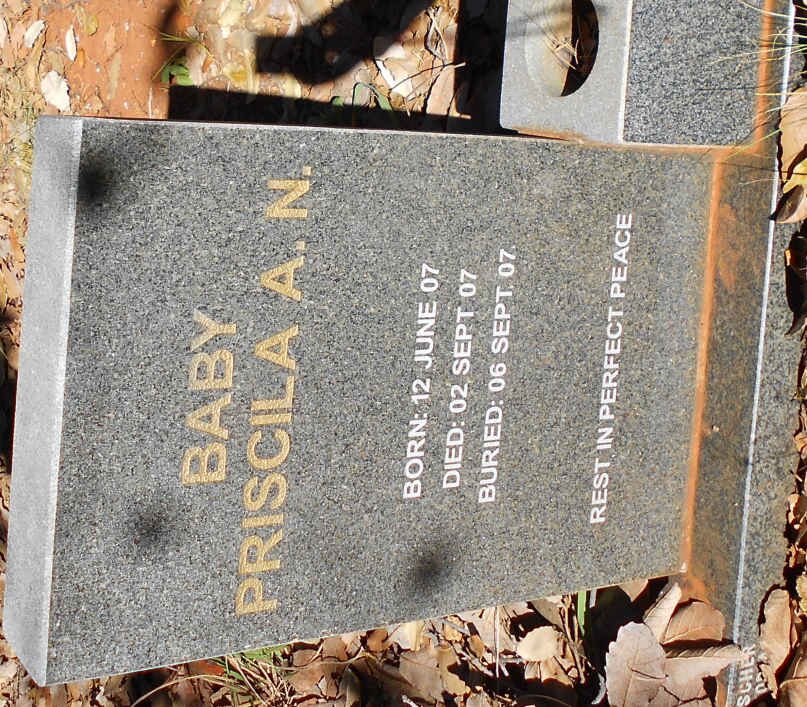 BABY
PRISCILA A. N.
BORN: 12 JUNE 07
DIED: 02 SEPT 07
BURIED: 06 SEPT 07
REST IN PERFECT PEACE